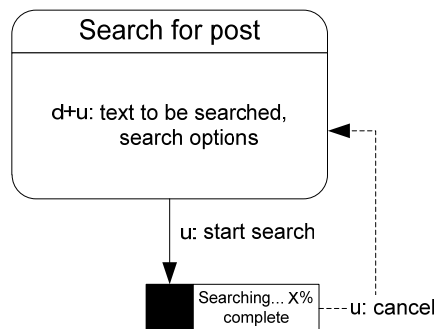 Search for post
d+u: text to be searched,
search options
u: start search
Searching... X%
complete
u: cancel